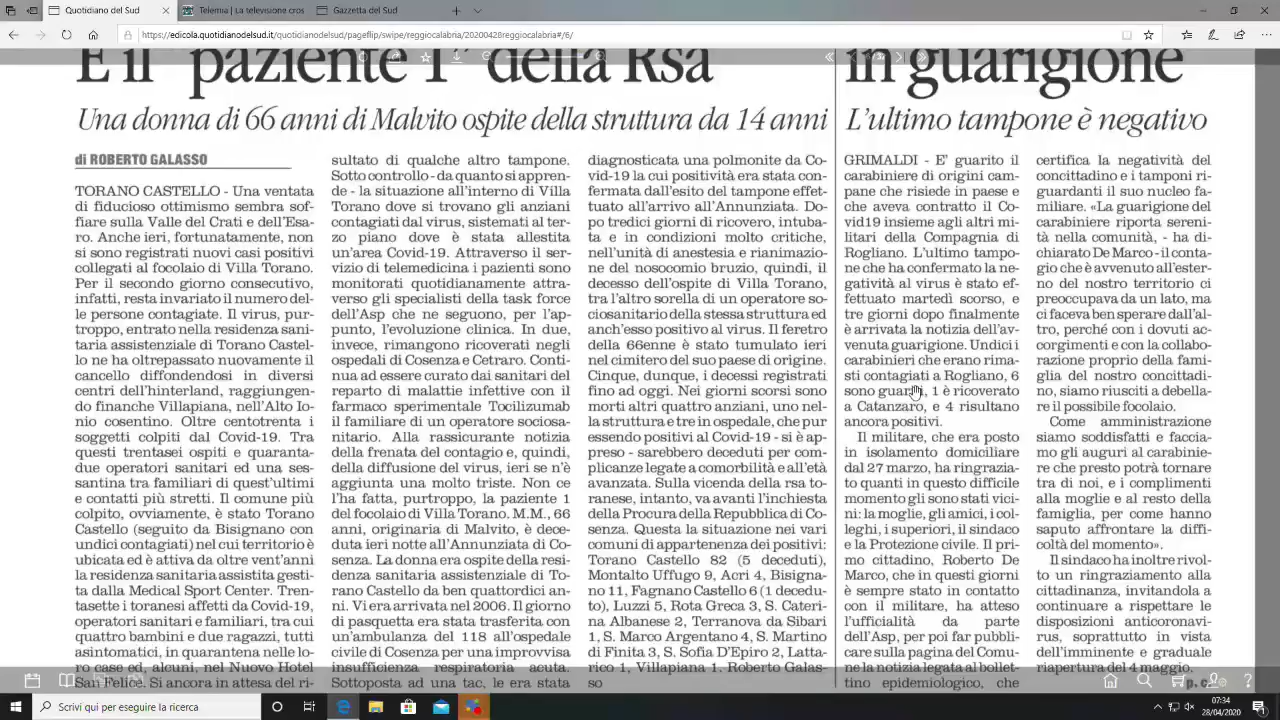 Quotidiano del Sud
Telemia la televisione cros
Gazzetta del Sud
https://edicola.quotidianodelsud.it/quotidianodelsud/pageflip/swipe/reggiocalabria/20200428reggiocalabria#/6/
E il "paziente 1" della Rsa
Una donna di 66 anni di Malvito ospite della struttura da 14 anni
di ROBERTO GALASSO
TORANO CASTELLO - Una ventata
di fiducioso ottimismo sembra sof-
fiare sulla Valle del Crati e dell'Esa-
ro. Anche ieri, fortunatamente, non
si sono registrati nuovi casi positivi
collegati al focolaio di Villa Torano.
Per il secondo giorno consecutivo,
infatti, resta invariato il numero del-
le persone contagiate. Il virus, pur-
troppo, entrato nella residenza sani-
taria assistenziale di Torano Castel-
lo ne ha oltrepassato nuovamente il
cancello diffondendosi in diversi
centri dell'hinterland, raggiungen-
do finanche Villapiana, nell'Alto Io-
nio cosentino. Oltre centotrenta i
soggetti colpiti dal Covid-19. Tra
questi trentasei ospiti e quaranta-
due operatori sanitari ed una ses-
santina tra familiari di quest'ultimi
e contatti più stretti. Il comune più
colpito, ovviamente, è stato Torano
Castello (seguito da Bisignano con
undici contagiati) nel cui territorio è
ubicata ed è attiva da oltre vent'anni
la residenza sanitaria assistita gesti-
ta dalla Medical Sport Center. Tren-
tasette i toranesi affetti da Covid-19,
operatori sanitari e familiari, tra cui
quattro bambini e due ragazzi, tutti
asintomatici, in quarantena nelle lo-
ro case ed, alcuni, nel Nuovo Hotel
San Felice. Si ancora in attesa del ri-
sultato di qualche altro tampone.
Sotto controllo - da quanto si appren-
de - la situazione all'interno di Villa
Torano dove si trovano gli anziani
contagiati dal virus, sistemati al ter-
zo piano dove è stata allestita
un'area Covid-19. Attraverso il ser-
vizio di telemedicina i pazienti sono
monitorati quotidianamente attra-
verso gli specialisti della task force
dell'Asp che ne seguono, per l'ap-
punto, l'evoluzione clinica. In due,
invece, rimangono ricoverati negli
ospedali di Cosenza e Cetraro. Conti-
nua ad essere curato dai sanitari del
reparto di malattie infettive con il
farmaco sperimentale Tocilizumab
il familiare di un operatore sociosa-
nitario. Alla rassicurante notizia
della frenata del contagio e, quindi,
della diffusione del virus, ieri se n'è
aggiunta una molto triste. Non ce
l'ha fatta, purtroppo, la paziente 1
del focolaio di Villa Torano. M.M., 66
anni, originaria di Malvito, è dece-
duta ieri notte all'Annunziata di Co-
senza. La donna era ospite della resi-
denza sanitaria assistenziale di To-
rano Castello da ben quattordici an-
ni. Vi era arrivata nel 2006. Il giorno
di pasquetta era stata trasferita con
un'ambulanza del 118 all'ospedale
civile di Cosenza per una improvvisa
insufficienza respiratoria acuta.
Sottoposta ad una tac, le era stata
diagnosticata una polmonite da Co-
vid-19 la cui positività era stata con-
fermata dall'esito del tampone effet-
tuato all'arrivo all'Annunziata. Do-
po tredici giorni di ricovero, intuba-
ta e in condizioni molto critiche,
nell'unità di anestesia e rianimazio-
ne del nosocomio bruzio, quindi, il
decesso dell'ospite di Villa Torano,
tra l'altro sorella di un operatore so-
ciosanitario della stessa struttura ed
anch'esso positivo al virus. Il feretro
della 66enne è stato tumulato ieri
nel cimitero del suo paese di origine.
Cinque, dunque, i decessi registrati
fino ad oggi. Nei giorni scorsi sono
morti altri quattro anziani, uno nel-
la struttura e tre in ospedale, che pur
essendo positivi al Covid-19 - si è ap-
preso - sarebbero deceduti per com-
plicanze legate a comorbilità e all'età
avanzata. Sulla vicenda della rsa to-
ranese, intanto, va avanti l'inchiesta
della Procura della Repubblica di Co-
senza. Questa la situazione nei vari
comuni di appartenenza dei positivi:
Torano Castello 82 (5 deceduti),
Montalto Uffugo 9, Acri 4, Bisigna-
no 11, Fagnano Castello 6 (1 decedu-
to), Luzzi 5, Rota Greca 3, S. Cateri-
na Albanese 2, Terranova da Sibari
1, S. Marco Argentano 4, S. Martino
di Finita 3, S. Sofia D'Epiro 2, Latta-
rico 1, Villapiana 1. Roberto Galas-
so
in guarigione
L'ultimo tampone è negativo
GRIMALDI - E' guarito il
carabiniere di origini cam-
pane che risiede in paese e
che aveva contratto il Co-
vid19 insieme agli altri mi-
litari della Compagnia di
Rogliano. L'ultimo tampo-
ne che ha confermato la ne-
gatività al virus è stato ef-
fettuato martedì scorso, e
tre giorni dopo finalmente
è arrivata la notizia dell'av-
venuta guarigione. Undici i
carabinieri che erano rima-
sti contagiati a Rogliano, 6
sono guariti, 1 è ricoverato
a Catanzaro, e 4 risultano
ancora positivi.
Il militare, che era posto
in isolamento domiciliare
dal 27 marzo, ha ringrazia-
to quanti in questo difficile
momento gli sono stati vici-
ni: la moglie, gli amici, i col-
leghi, i superiori, il sindaco
e la Protezione civile. Il pri-
mo cittadino, Roberto De
Marco, che in questi giorni
è sempre stato in contatto
con il militare, ha atteso
l'ufficialità da parte
dell'Asp, per poi far pubbli-
care sulla pagina del Comu-
ne la notizia legata al bollet-
tino epidemiologico, che
certifica la negatività del
concittadino e i tamponi ri-
guardanti il suo nucleo fa-
miliare. «La guarigione del
carabiniere riporta sereni-
tà nella comunità, - ha di-
chiarato De Marco - il conta-
gio che è avvenuto all'ester-
no del nostro territorio ci
preoccupava da un lato, ma
ci faceva ben sperare dall'al-
tro, perché con i dovuti ac-
corgimenti e con la collabo-
razione proprio della fami-
glia del nostro concittadi-
no, siamo riusciti a debella-
re il possibile focolaio.
Come amministrazione
siamo soddisfatti e faccia-
mo gli auguri al carabinie-
re che presto potrà tornare
tra di noi, e i complimenti
alla moglie e al resto della
famiglia, per come hanno
saputo affrontare la diffi-
coltà del momento».
Il sindaco ha inoltre rivol-
to un ringraziamento alla
cittadinanza, invitandola a
continuare a rispettare le
disposizioni anticoronavi-
rus, soprattutto in vista
dell'imminente e graduale
riapertura del 4 maggio.
Scrivi qui per eseguire la ricerca
07:34
28/04/2020